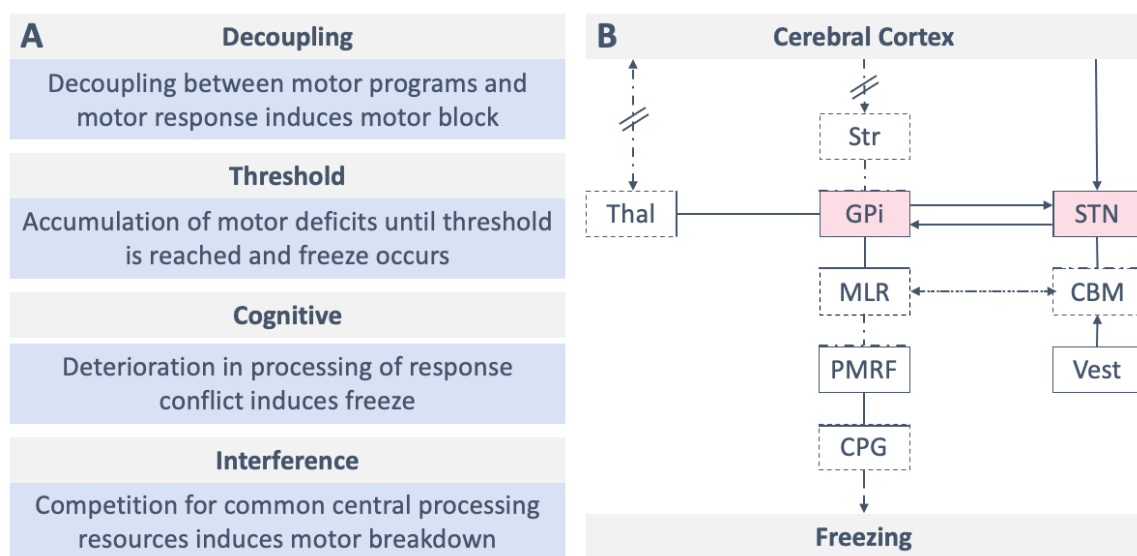 A
Decoupling
Decoupling between motor programs and
motor response induces motor block
Threshold
Accumulation of motor deficits until threshold
is reached and freeze occurs
Cognitive
Deterioration in processing of response
conflict induces freeze
Interference
Competition for common central processing
resources induces motor breakdown
B
Cerebral Cortex
Str
Thal
GPi
STN
MLR
CBM
PMRF
Vest
CPG
Freezing